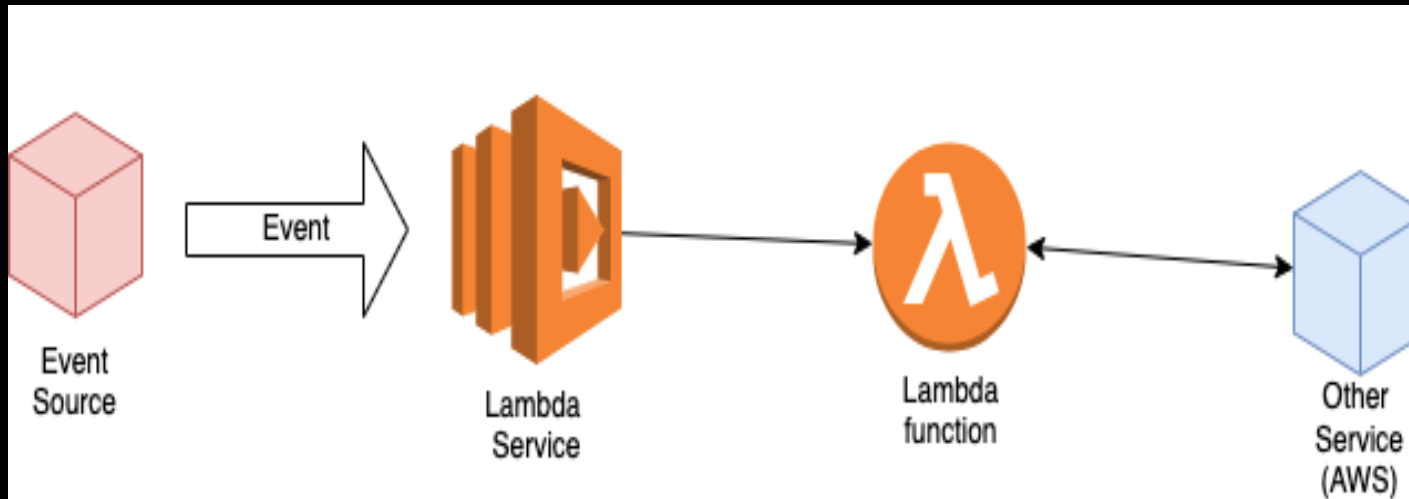 Event
Event
Source
Lambda
Service
λ
Lambda
function
Other
Service
(AWS)